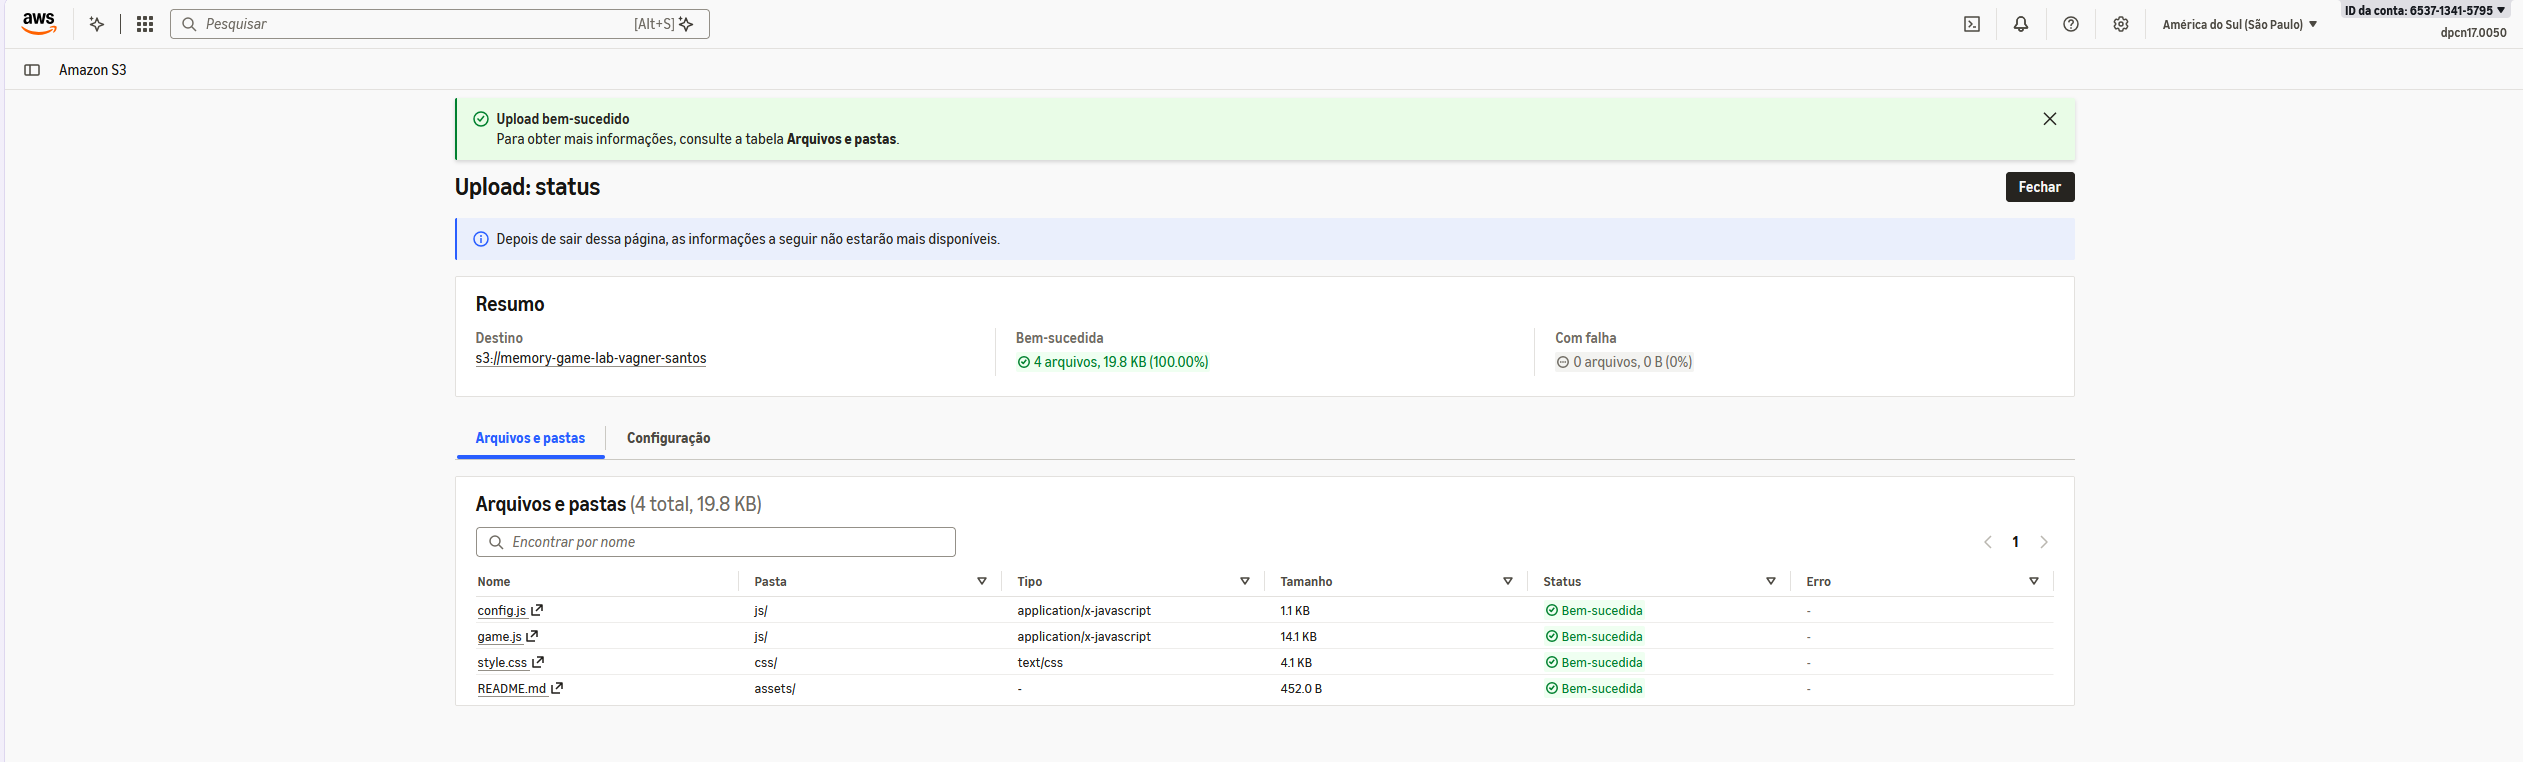 aws
Pesquisar [Alt+S]
América do Sul (São Paulo)
ID da conta: 6537-1341-5795
dpcn17.0050
Amazon S3
Upload bem-sucedido
Para obter mais informações, consulte a tabela Arquivos e pastas.
Upload: status
Fechar
Depois de sair dessa página, as informações a seguir não estarão mais disponíveis.
Resumo
Destino
s3://memory-game-lab-vagner-santos
Bem-sucedida
4 arquivos, 19.8 KB (100.00%)
Com falha
0 arquivos, 0 B (0%)
Arquivos e pastas Configuração
Arquivos e pastas (4 total, 19.8 KB)
Encontrar por nome
1
Nome Pasta Tipo Tamanho Status Erro
config.js js/ application/x-javascript 1.1 KB Bem-sucedida -
game.js js/ application/x-javascript 14.1 KB Bem-sucedida -
style.css css/ text/css 4.1 KB Bem-sucedida -
README.md assets/ - 452.0 B Bem-sucedida -